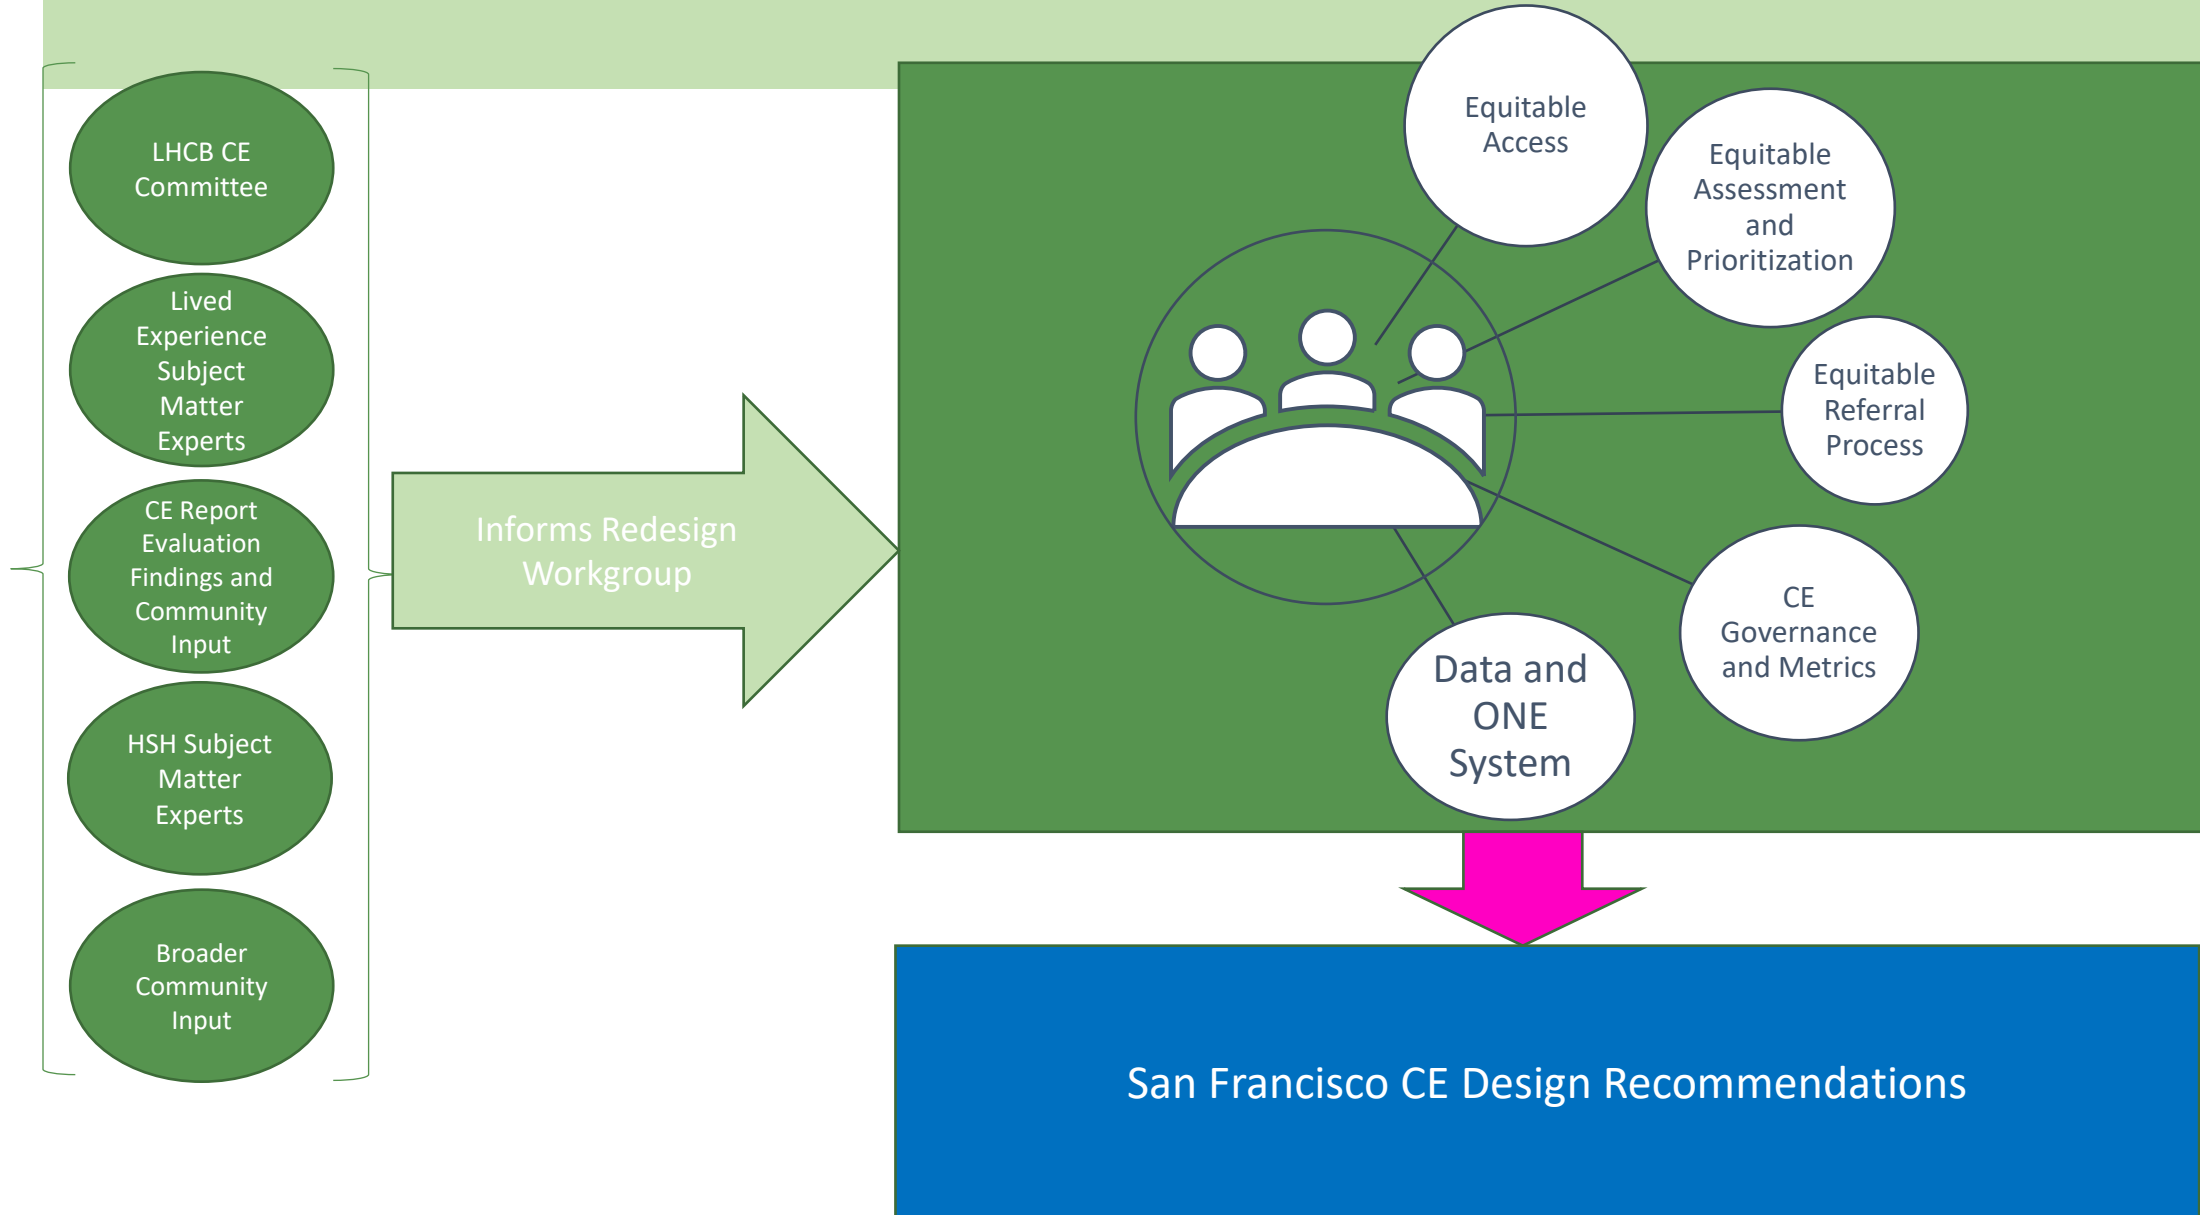 LHCB CE
Committee
Lived
Experience
Subject
Matter
Experts
CE Report
Evaluation
Findings and
Community
Input
HSH Subject
Matter
Experts
Broader
Community
Input
Informs Redesign
Workgroup
Equitable
Access
Equitable
Assessment
and
Prioritization
Equitable
Referral
Process
CE
Governance
and Metrics
Data and
ONE
System
San Francisco CE Design Recommendations